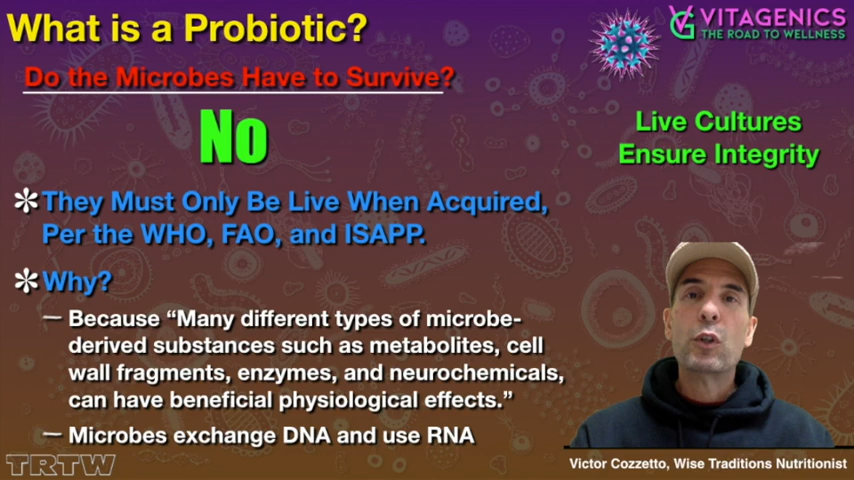 What is a Probiotic?
VG VITAGENICS
THE ROAD TO WELLNESS
Do the Microbes Have to Survive?
No
Live Cultures
Ensure Integrity
* They Must Only Be Live When Acquired,
Per the WHO, FAO, and ISAPP.
* Why?
– Because “Many different types of microbe-
derived substances such as metabolites, cell
wall fragments, enzymes, and neurochemicals,
can have beneficial physiological effects.”
– Microbes exchange DNA and use RNA
TRTW
Victor Cozzetto, Wise Traditions Nutritionist